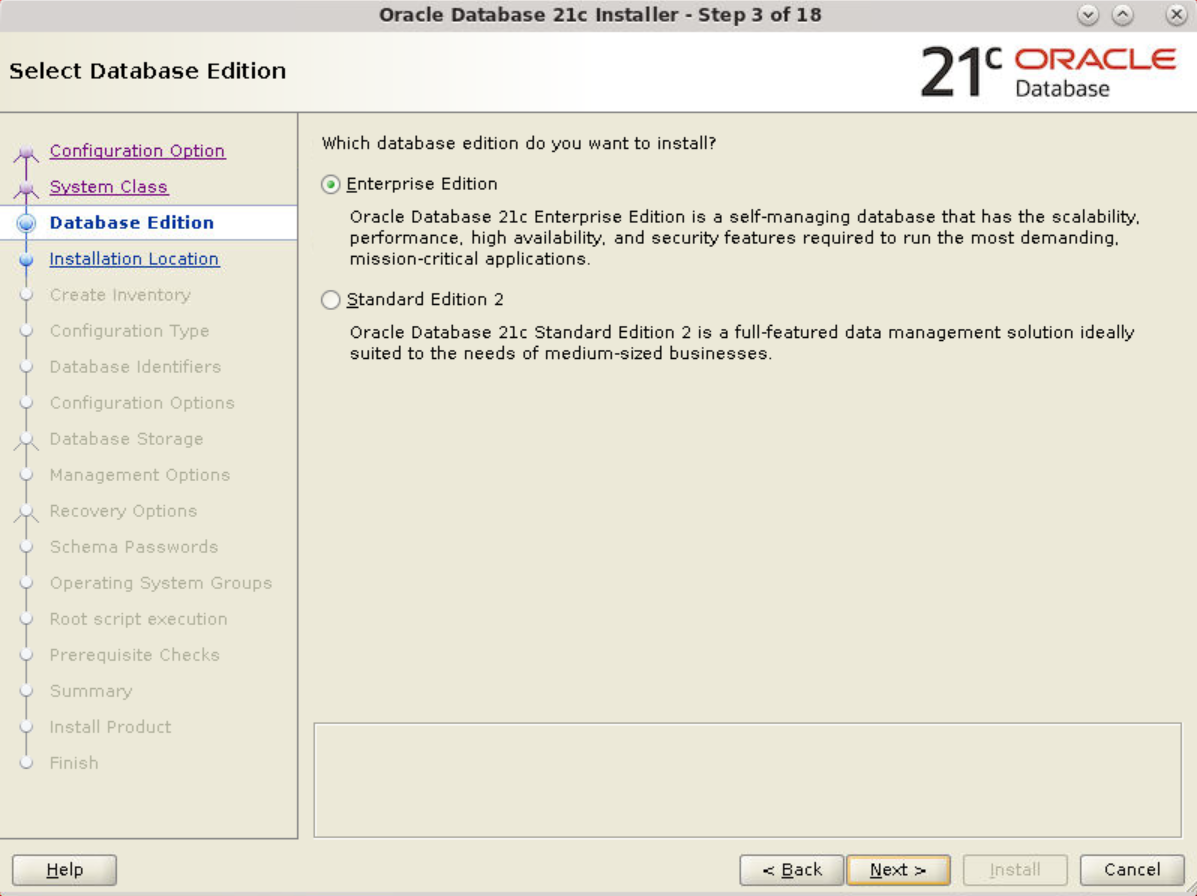 Oracle Database 21c Installer - Step 3 of 18
Select Database Edition
21c ORACLE
Database
Configuration Option
System Class
Database Edition
Installation Location
Create Inventory
Configuration Type
Database Identifiers
Configuration Options
Database Storage
Management Options
Recovery Options
Schema Passwords
Operating System Groups
Root script execution
Prerequisite Checks
Summary
Install Product
Finish
Which database edition do you want to install?
Enterprise Edition
Oracle Database 21c Enterprise Edition is a self-managing database that has the scalability,
performance, high availability, and security features required to run the most demanding,
mission-critical applications.
Standard Edition 2
Oracle Database 21c Standard Edition 2 is a full-featured data management solution ideally
suited to the needs of medium-sized businesses.
Help
< Back
Next >
Install
Cancel